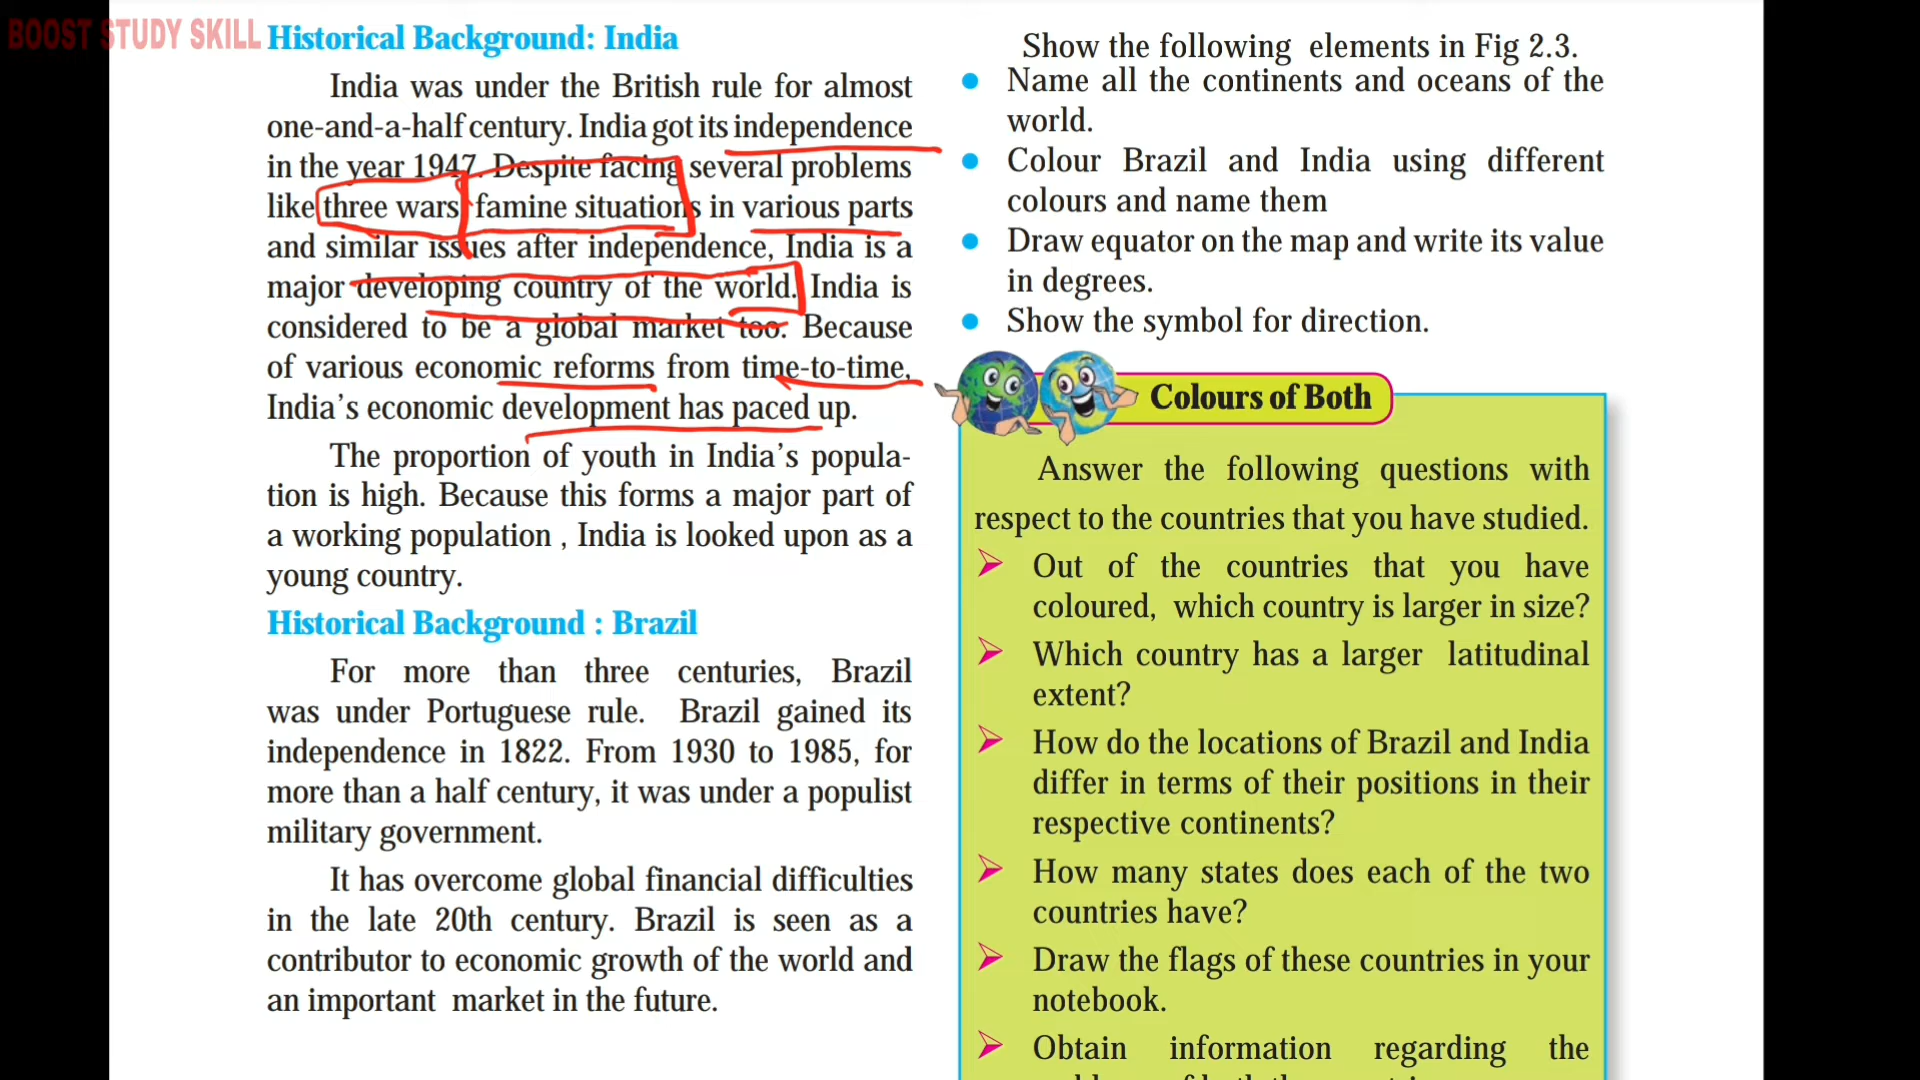 BOOST STUDY SKILL
Historical Background: India
India was under the British rule for almost
one-and-a-half century. India got its independence
in the year 1947. Despite facing several problems
like three wars, famine situations in various parts
and similar issues after independence, India is a
major developing country of the world. India is
considered to be a global market too. Because
of various economic reforms from time-to-time,
India's economic development has paced up.
The proportion of youth in India's popula-
tion is high. Because this forms a major part of
a working population , India is looked upon as a
young country.
Historical Background : Brazil
For more than three centuries, Brazil
was under Portuguese rule. Brazil gained its
independence in 1822. From 1930 to 1985, for
more than a half century, it was under a populist
military government.
It has overcome global financial difficulties
in the late 20th century. Brazil is seen as a
contributor to economic growth of the world and
an important market in the future.
Show the following elements in Fig 2.3.
Name all the continents and oceans of the
world.
Colour Brazil and India using different
colours and name them
Draw equator on the map and write its value
in degrees.
Show the symbol for direction.
Colours of Both
Answer the following questions with
respect to the countries that you have studied.
Out of the countries that you have
coloured, which country is larger in size?
Which country has a larger latitudinal
extent?
How do the locations of Brazil and India
differ in terms of their positions in their
respective continents?
How many states does each of the two
countries have?
Draw the flags of these countries in your
notebook.
Obtain information regarding the